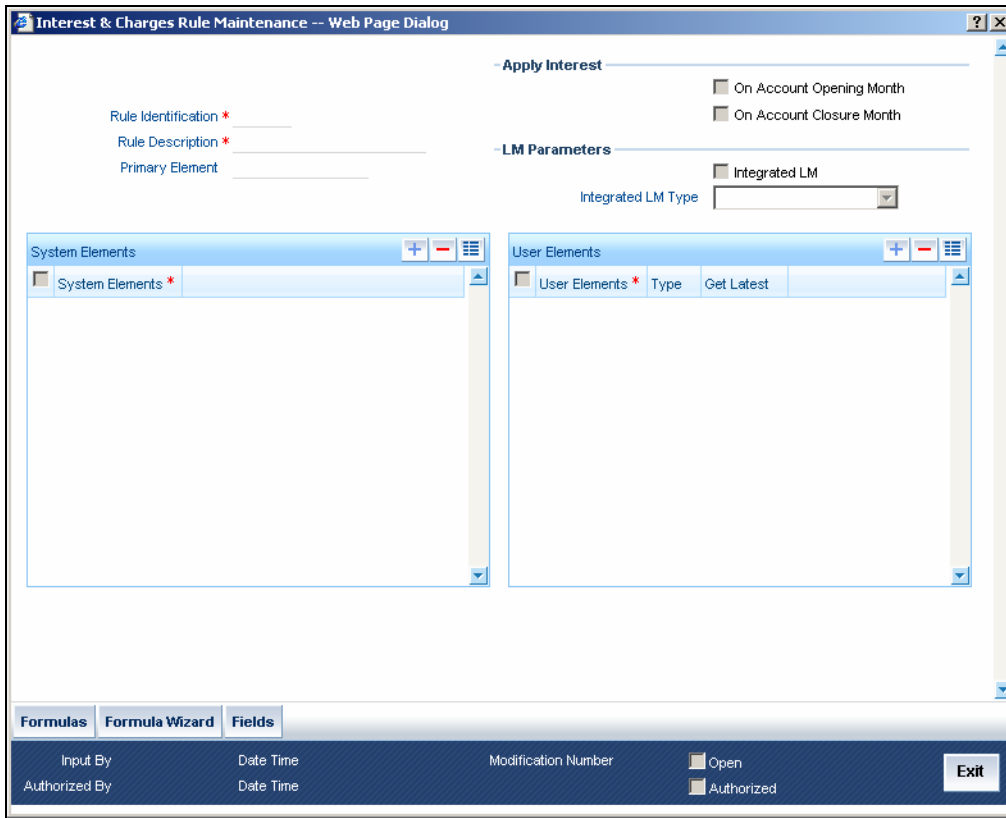 Interest & Charges Rule Maintenance -- Web Page Dialog
Apply Interest
On Account Opening Month
On Account Closure Month
Rule Identification *
Rule Description *
Primary Element
LM Parameters
Integrated LM
Integrated LM Type
System Elements
System Elements *
User Elements
User Elements * Type Get Latest
Formulas Formula Wizard Fields
Input By Date Time Modification Number Open
Authorized By Date Time Authorized
Exit